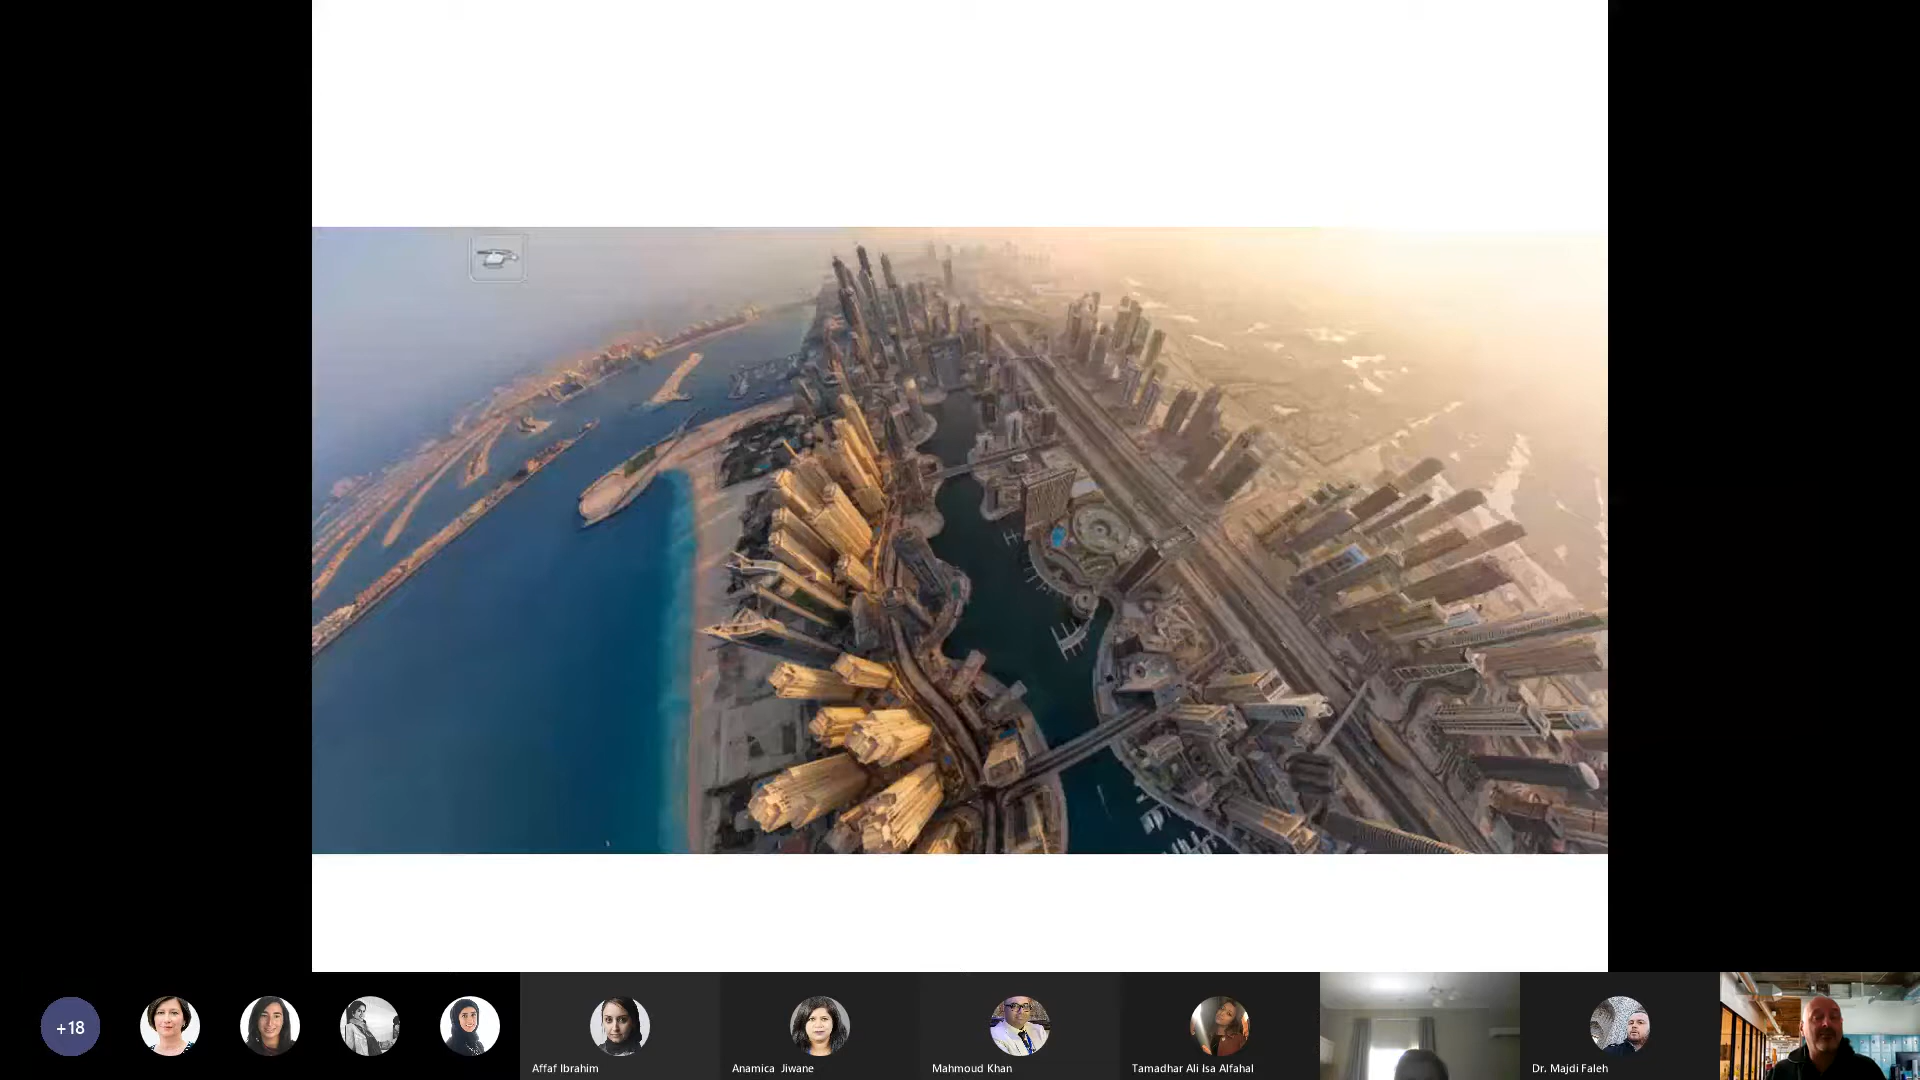 +18
Affaf Ibrahim
Anamica Jiwane
Mahmoud Khan
Tamadhar Ali Isa Alfahal
Dr. Majdi Faleh